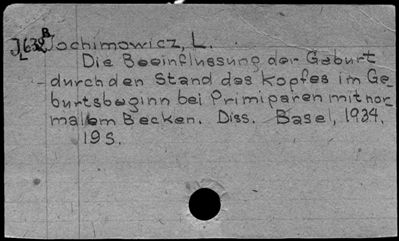 Jochimowicz, L.
Die Beeinflussung der Geburt
durch den Stand des Kopfes im Ge-
burtsbeginn bei Primiparen mit nor-
malem Becken. Diss. Basel, 1934.
19 S.